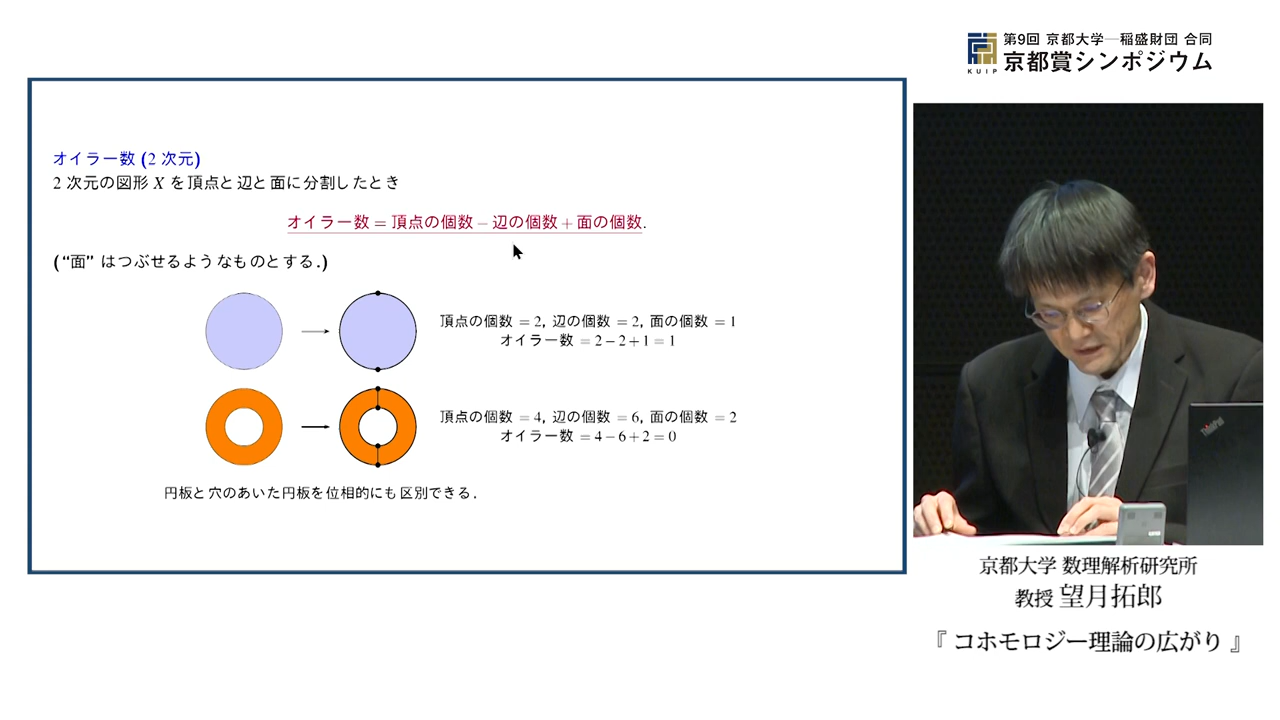 第9回 京都大学—稲盛財団 合同
京都賞シンポジウム
KUIP
オイラー数 (2 次元)
2 次元の図形 X を頂点と辺と面に分割したとき
オイラー数 = 頂点の個数 − 辺の個数 + 面の個数.
(“面” はつぶせるようなものとする.)
頂点の個数 = 2, 辺の個数 = 2, 面の個数 = 1
オイラー数 = 2 − 2 + 1 = 1
頂点の個数 = 4, 辺の個数 = 6, 面の個数 = 2
オイラー数 = 4 − 6 + 2 = 0
円板と穴のあいた円板を位相的にも区別できる.
ThinkPad
京都大学 数理解析研究所
教授 望月拓郎
『 コホモロジー理論の広がり 』